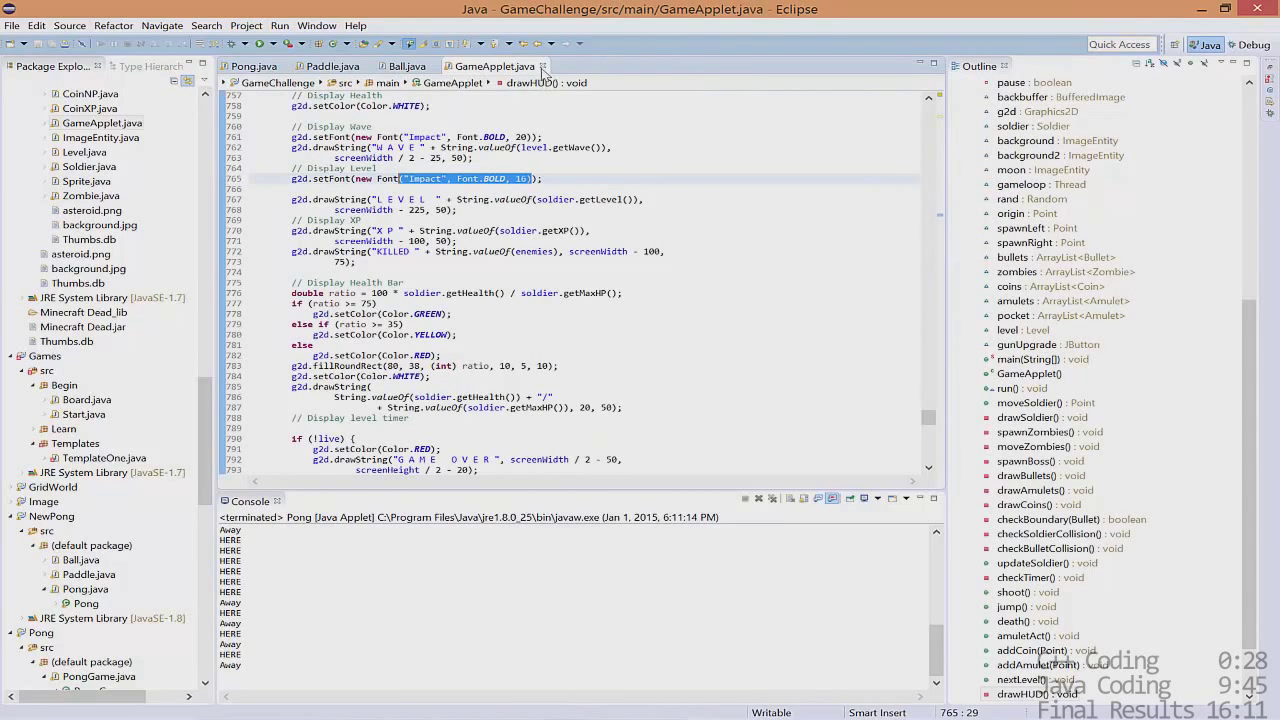 Java - GameChallenge/src/main/GameApplet.java - Eclipse
File Edit Source Refactor Navigate Search Project Run Window Help
Quick Access Java Debug
Package Explo... Type Hierarch
CoinNP.java
CoinXP.java
GameApplet.java
ImageEntity.java
Level.java
Soldier.java
Sprite.java
Zombie.java
asteroid.png
background.jpg
Thumbs.db
asteroid.png
background.jpg
Thumbs.db
JRE System Library [JavaSE-1.7]
Minecraft Dead_lib
Minecraft Dead.jar
Thumbs.db
Games
src
Begin
Board.java
Start.java
Learn
Templates
TemplateOne.java
JRE System Library [JavaSE-1.7]
GridWorld
Image
NewPong
src
(default package)
Ball.java
Paddle.java
Pong.java
Pong
JRE System Library [JavaSE-1.8]
Pong
src
(default package)
PongGame.java
Pong.java Paddle.java Ball.java GameApplet.java
GameChallenge src main GameApplet drawHUD() : void
757 // Display Health
758 g2d.setColor(Color.WHITE);
759
760 // Display Wave
761 g2d.setFont(new Font("Impact", Font.BOLD, 20));
762 g2d.drawString("W A V E " + String.valueOf(level.getWave()),
763 screenWidth / 2 - 25, 50);
764 // Display Level
765 g2d.setFont(new Font("Impact", Font.BOLD, 16));
766
767 g2d.drawString("L E V E L  " + String.valueOf(soldier.getLevel()),
768 screenWidth - 225, 50);
769 // Display XP
770 g2d.drawString("X P " + String.valueOf(soldier.getXP()),
771 screenWidth - 100, 50);
772 g2d.drawString("KILLED " + String.valueOf(enemies), screenWidth - 100,
773 75);
774
775 // Display Health Bar
776 double ratio = 100 * soldier.getHealth() / soldier.getMaxHP();
777 if (ratio >= 75)
778 g2d.setColor(Color.GREEN);
779 else if (ratio >= 35)
780 g2d.setColor(Color.YELLOW);
781 else
782 g2d.setColor(Color.RED);
783 g2d.fillRoundRect(80, 38, (int) ratio, 10, 5, 10);
784 g2d.setColor(Color.WHITE);
785 g2d.drawString(
786 String.valueOf(soldier.getHealth()) + "/"
787 + String.valueOf(soldier.getMaxHP()), 20, 50);
788 // Display level timer
789
790 if (!live) {
791 g2d.setColor(Color.RED);
792 g2d.drawString("G A M E   O V E R ", screenWidth / 2 - 50,
793 screenHeight / 2 - 20);
Console
<terminated> Pong [Java Applet] C:\Program Files\Java\jre1.8.0_25\bin\javaw.exe (Jan 1, 2015, 6:11:14 PM)
Away
HERE
HERE
HERE
HERE
HERE
HERE
Away
HERE
Away
HERE
Away
HERE
Away
Outline
pause : boolean
backbuffer : BufferedImage
g2d : Graphics2D
soldier : Soldier
background : ImageEntity
background2 : ImageEntity
moon : ImageEntity
gameloop : Thread
rand : Random
origin : Point
spawnLeft : Point
spawnRight : Point
bullets : ArrayList<Bullet>
zombies : ArrayList<Zombie>
coins : ArrayList<Coin>
amulets : ArrayList<Amulet>
pocket : ArrayList<Amulet>
level : Level
gunUpgrade : JButton
main(String[]) : void
GameApplet()
run() : void
moveSoldier() : Point
drawSoldier() : void
spawnZombies() : void
moveZombies() : void
spawnBoss() : void
drawBullets() : void
drawAmulets() : void
drawCoins() : void
checkBoundary(Bullet) : boolean
checkSoldierCollision() : void
checkBulletCollision() : void
updateSoldier() : void
checkTimer() : void
shoot() : void
jump() : void
death() : void
amuletAct() : void
addCoin(Point) : void
addAmulet(Point) : void
nextLevel() : void
drawHUD() : void
C++ Coding 0:28
Java Coding 9:45
Final Results 16:11
Writable Smart Insert 765 : 29